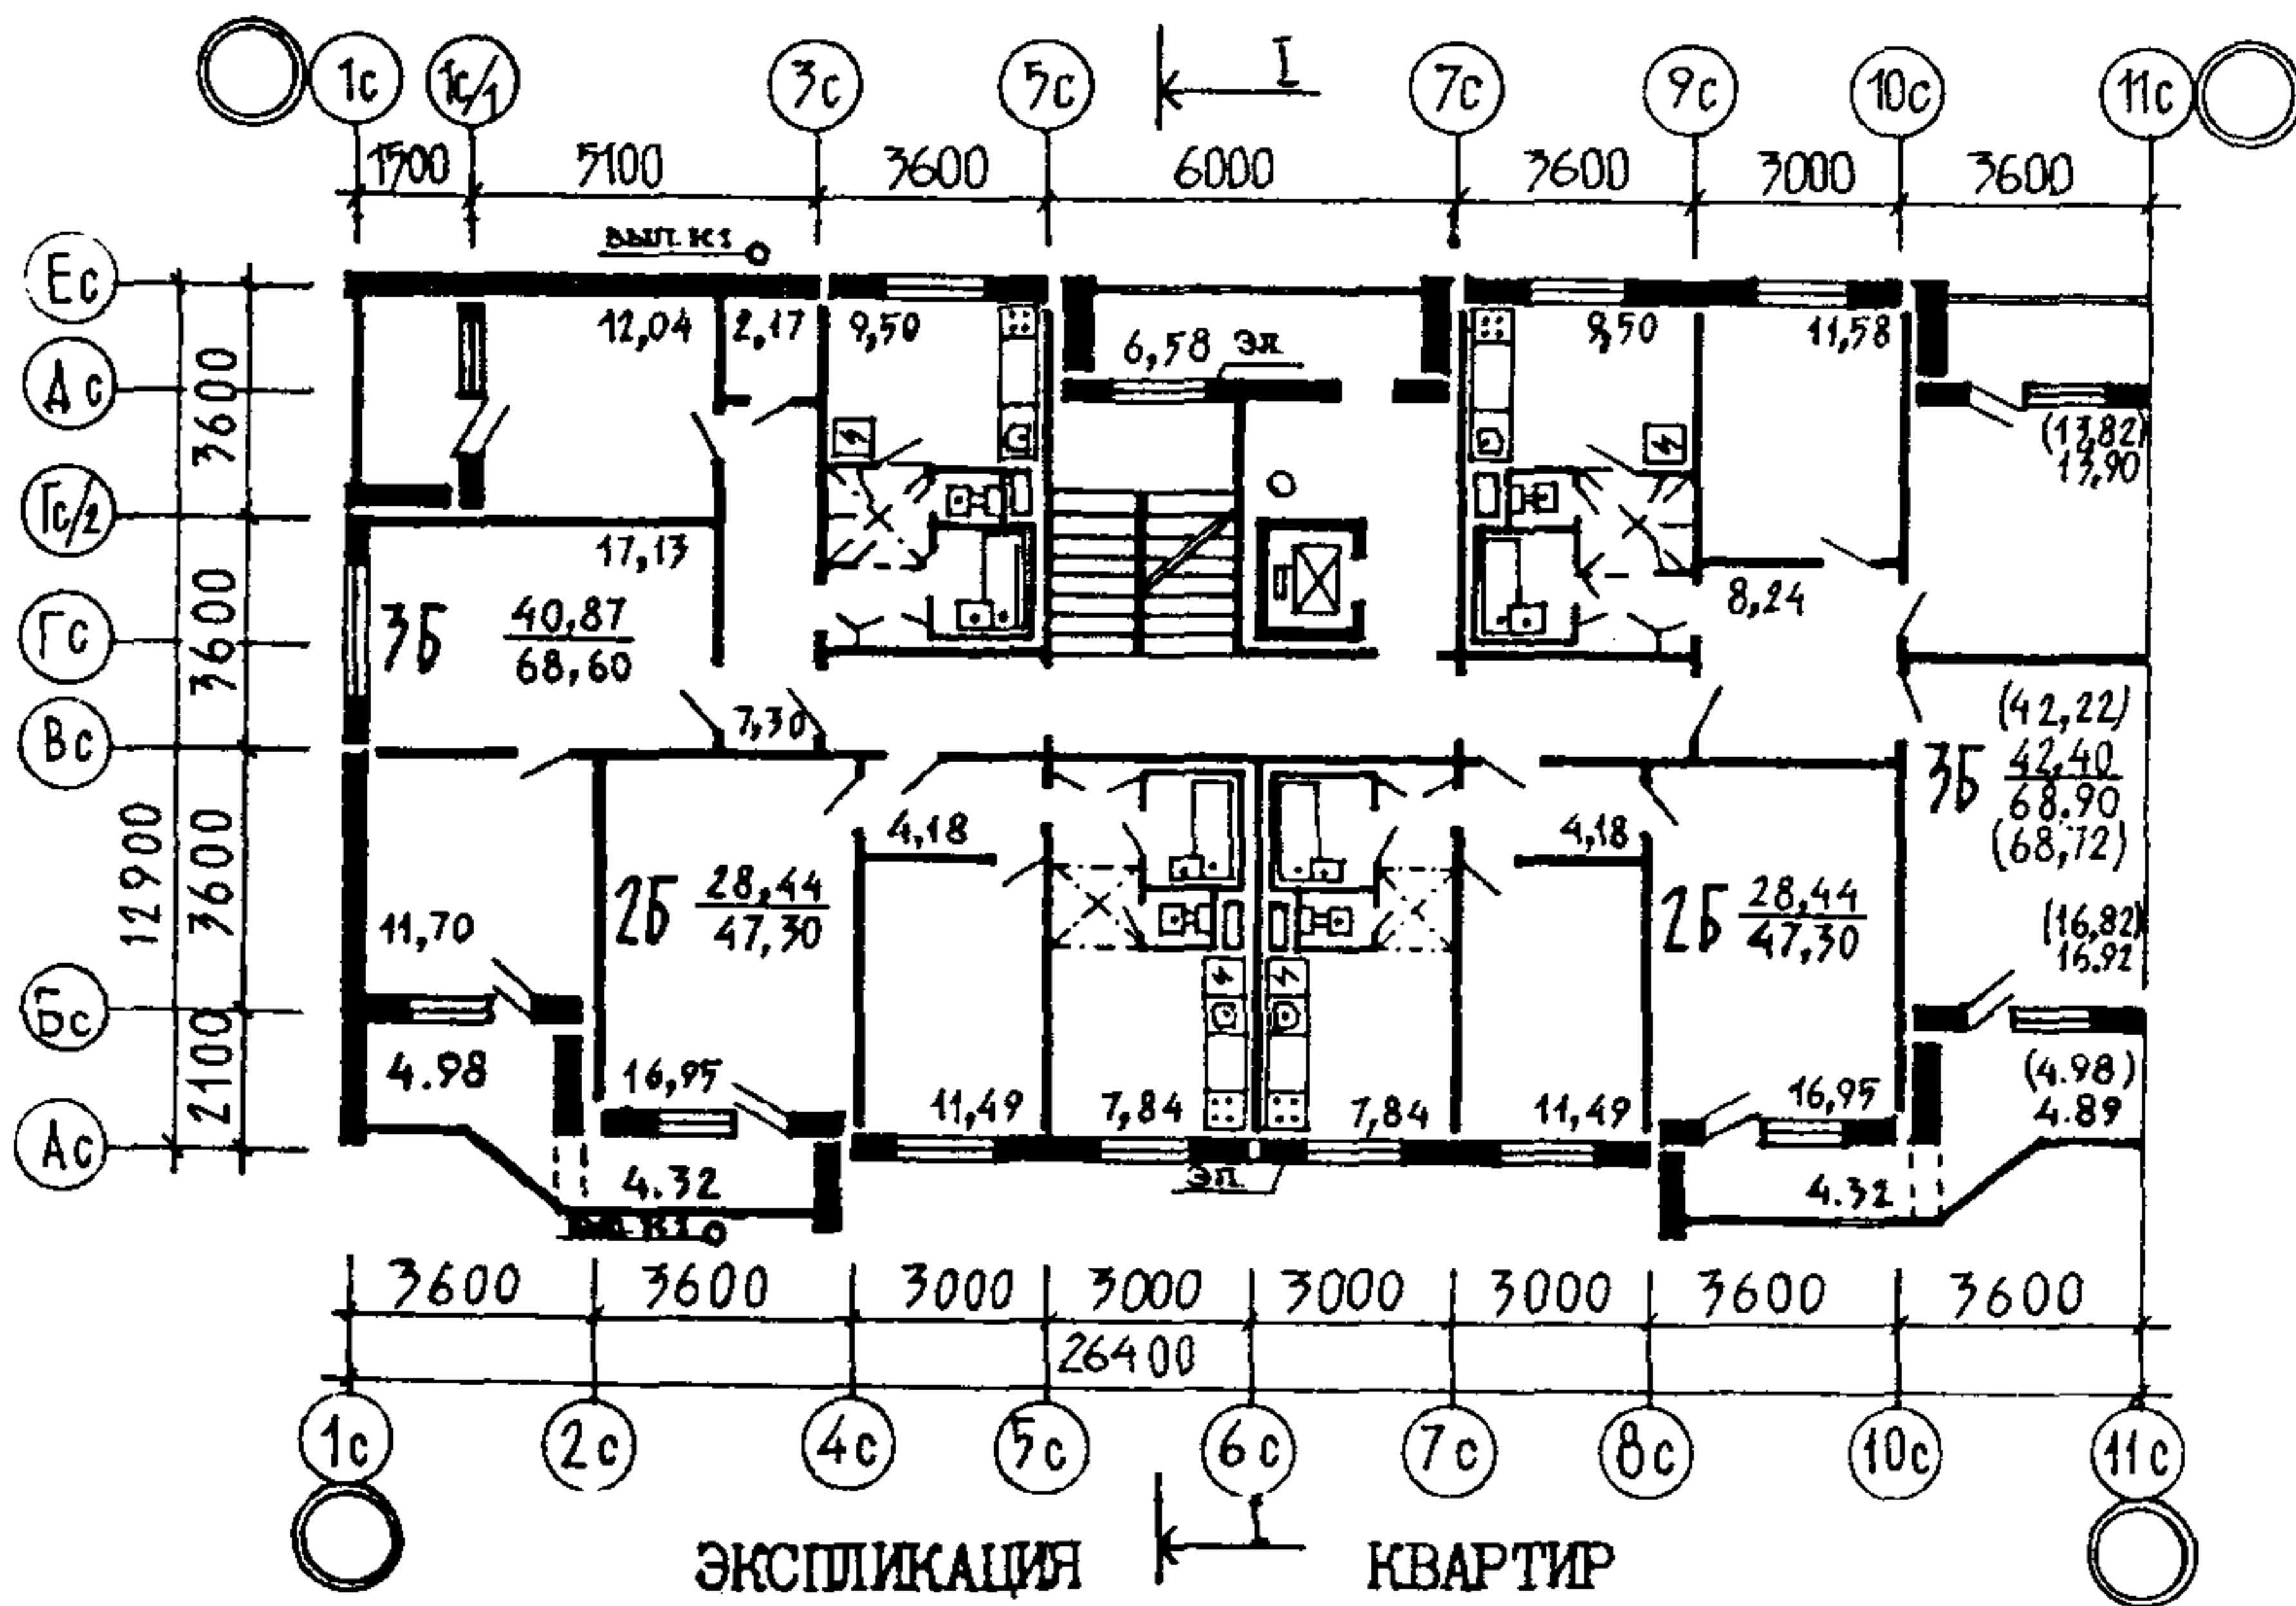 1с 1с/1 3с 5с I 7с 9с 10с 11с
1500 5100 3600 6000 3600 3000 3600
ВЫП. К1
Ес
12,04 2,17 9,50 6,58 ЭЛ 9,50 11,58
Дс
3600
(13,82)
13,90
Гс/2
17,13
8,24
3Б 40,87
68,60
Гс
3600
7,30
Вс
(42,22)
3Б 42,40
68.90
(68,72)
4,18 4,18
12900
3600
2Б 28,44
47,30
2Б 28,44
47,30
11,70
(16,82)
16.92
Бс
4.98 16,95 11,49 7,84 7,84 11,49 16,95
(4.98)
4.89
2100
Ас
4.32 ЭЛ 4.32
3600 3600 3000 3000 3000 3000 3600 3600
26400
1с 2с 4с 5с 6с 7с 8с 10с 11с
I
ЭКСПЛИКАЦИЯ КВАРТИР